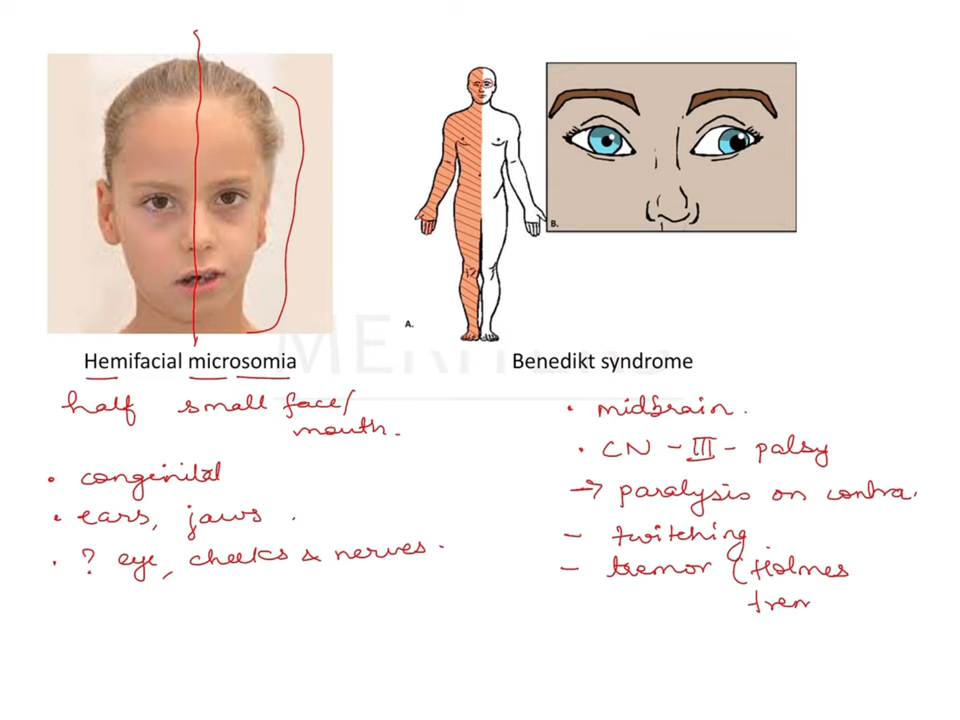 A.
B.
Hemifacial microsomia
half small face/
mouth.
• congenital
• ears, jaws.
• ? eye, cheeks & nerves.
Benedikt syndrome
• midbrain.
• CN - III - palsy
→ paralysis on contra.
- twitching
- tremor (Holmes
trem